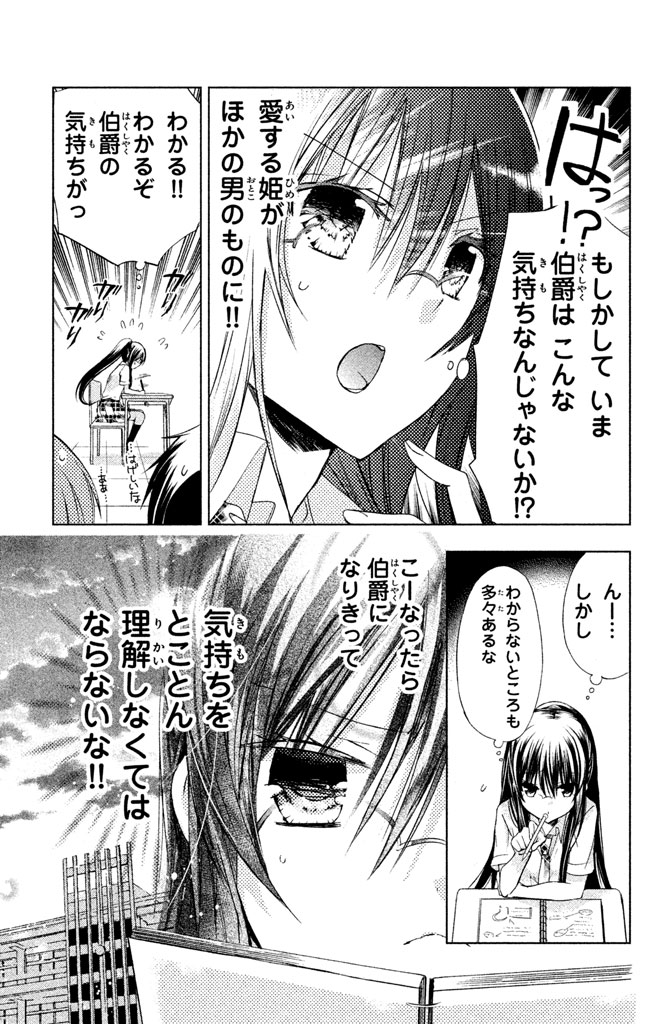 はっ!?
もしかして いま
伯爵は こんな
気持ちなんじゃないか!?
愛する姫が
ほかの男のものに!!
わかる!!
わかるぞ
伯爵の
気持ちがっ
ガリ
ガリ
ガリ
…はげしいな
…ああ…
んー…
しかし
わからないところも
多々あるな
こーなったら
伯爵に
なりきって
気持ちを
とことん
理解しなくては
ならないな!!